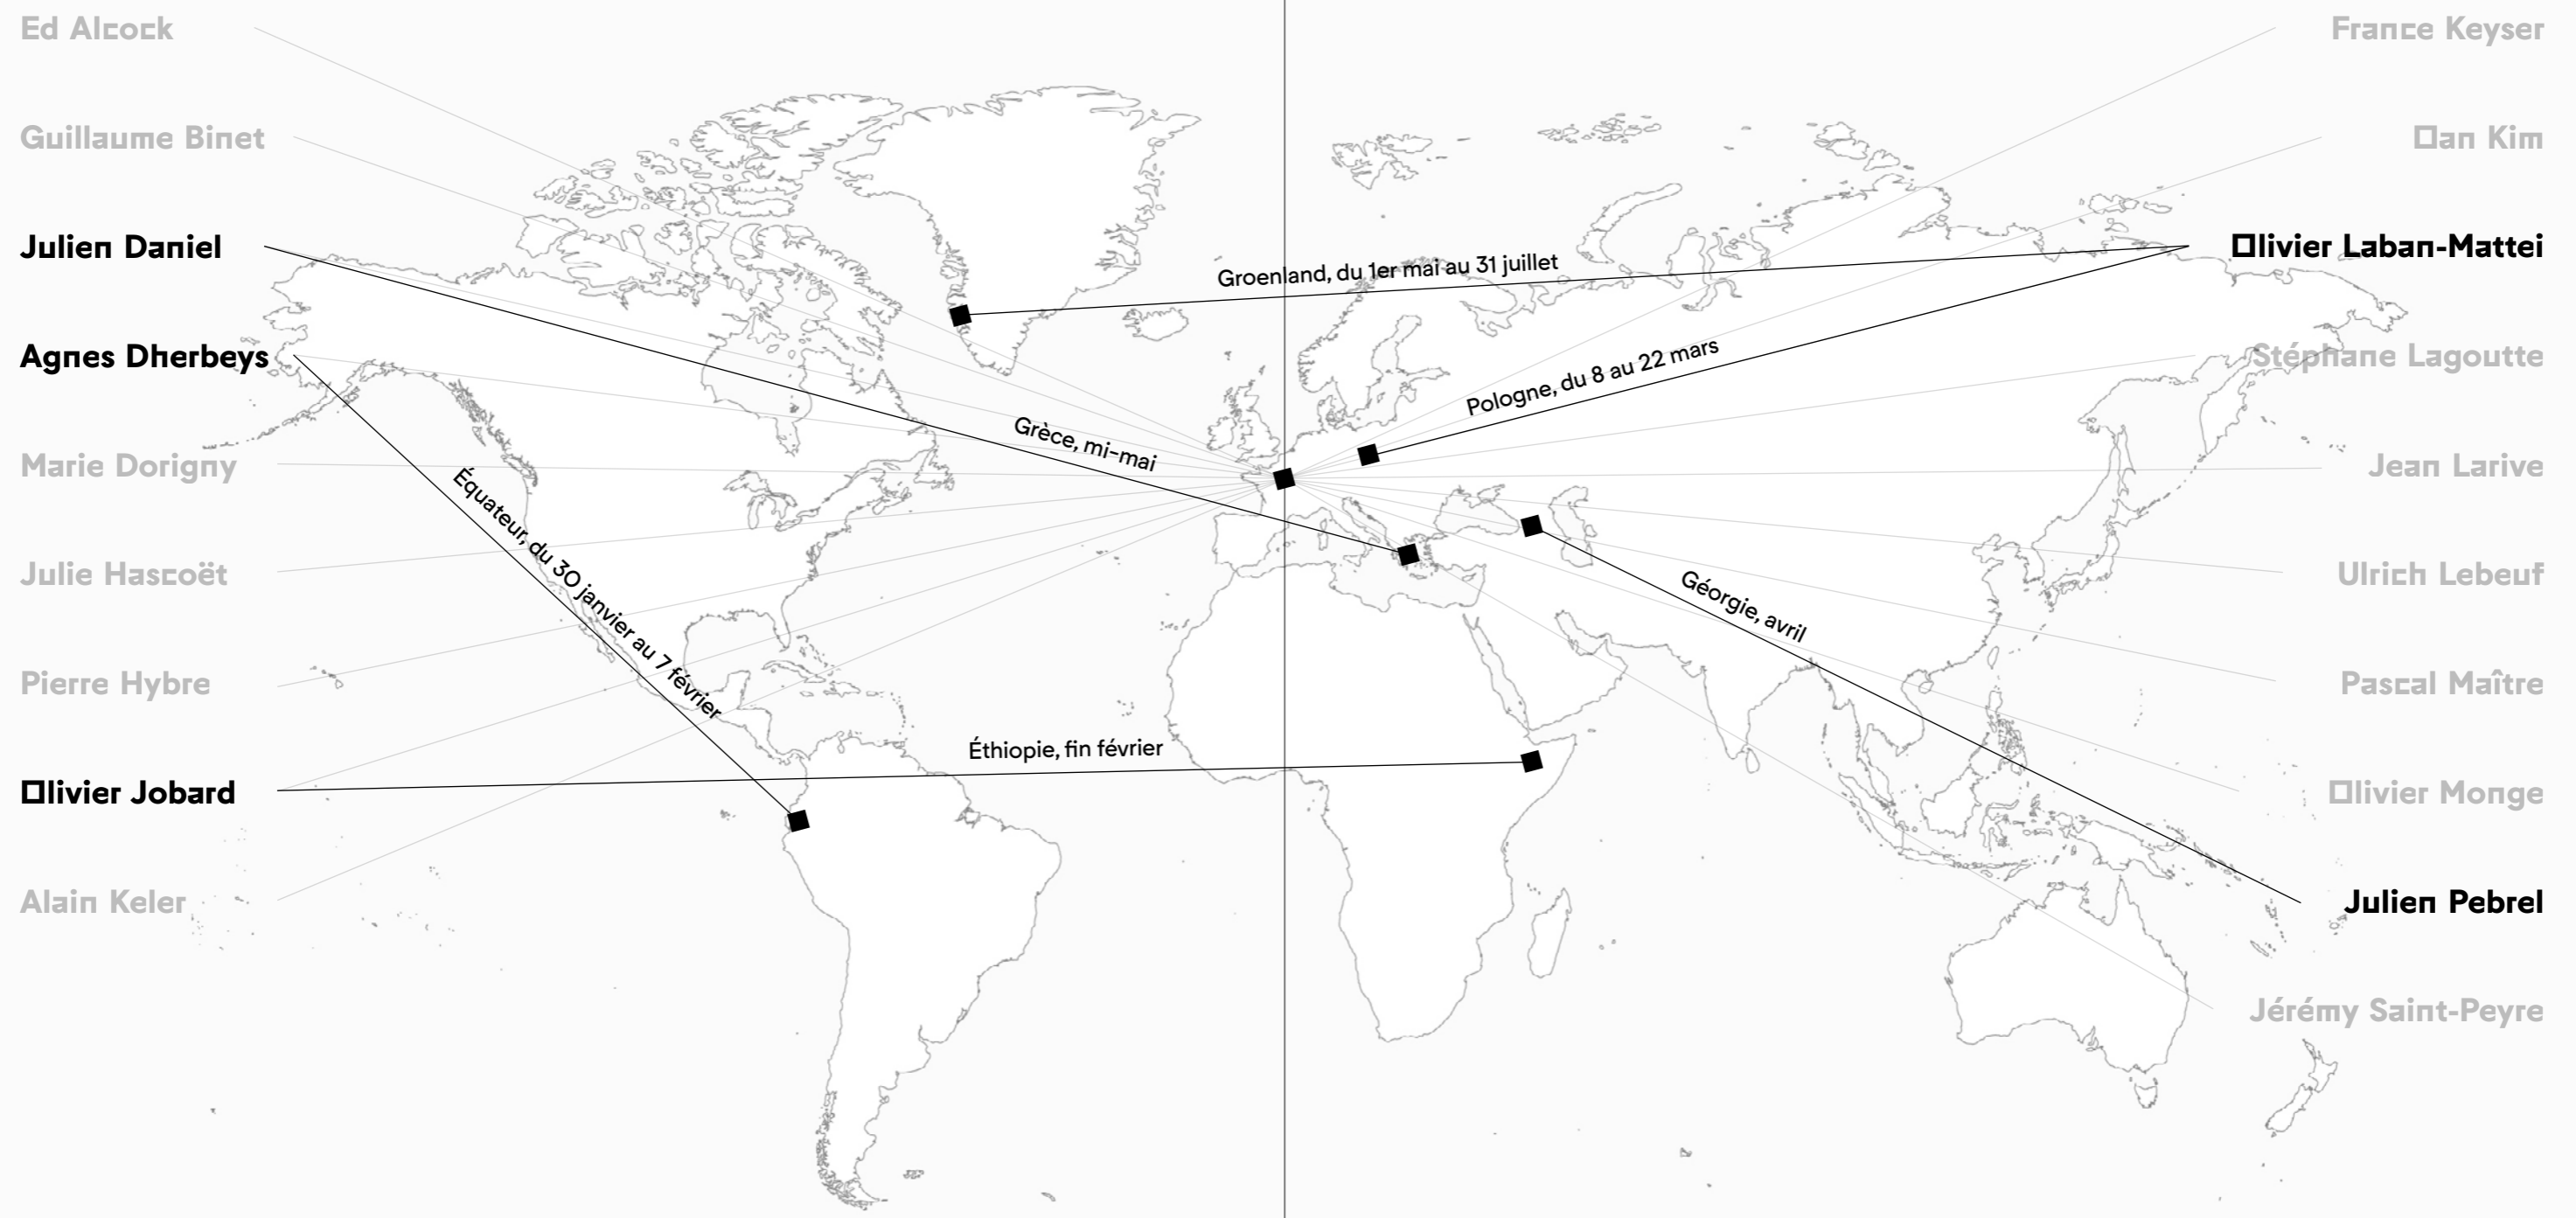 Ed Alcock
Guillaume Binet
Julien Daniel
Agnes Dherbeys
Marie Dorigny
Julie Hascoët
Pierre Hybre
Olivier Jobard
Alain Keler
Groenland, du 1er mai au 31 juillet
Pologne, du 8 au 22 mars
Grèce, mi-mai
Équateur, du 30 janvier au 7 février
Géorgie, avril
Éthiopie, fin février
France Keyser
Dan Kim
Olivier Laban-Mattei
Stéphane Lagoutte
Jean Larive
Ulrich Lebeuf
Pascal Maître
Olivier Monge
Julien Pebrel
Jérémy Saint-Peyre